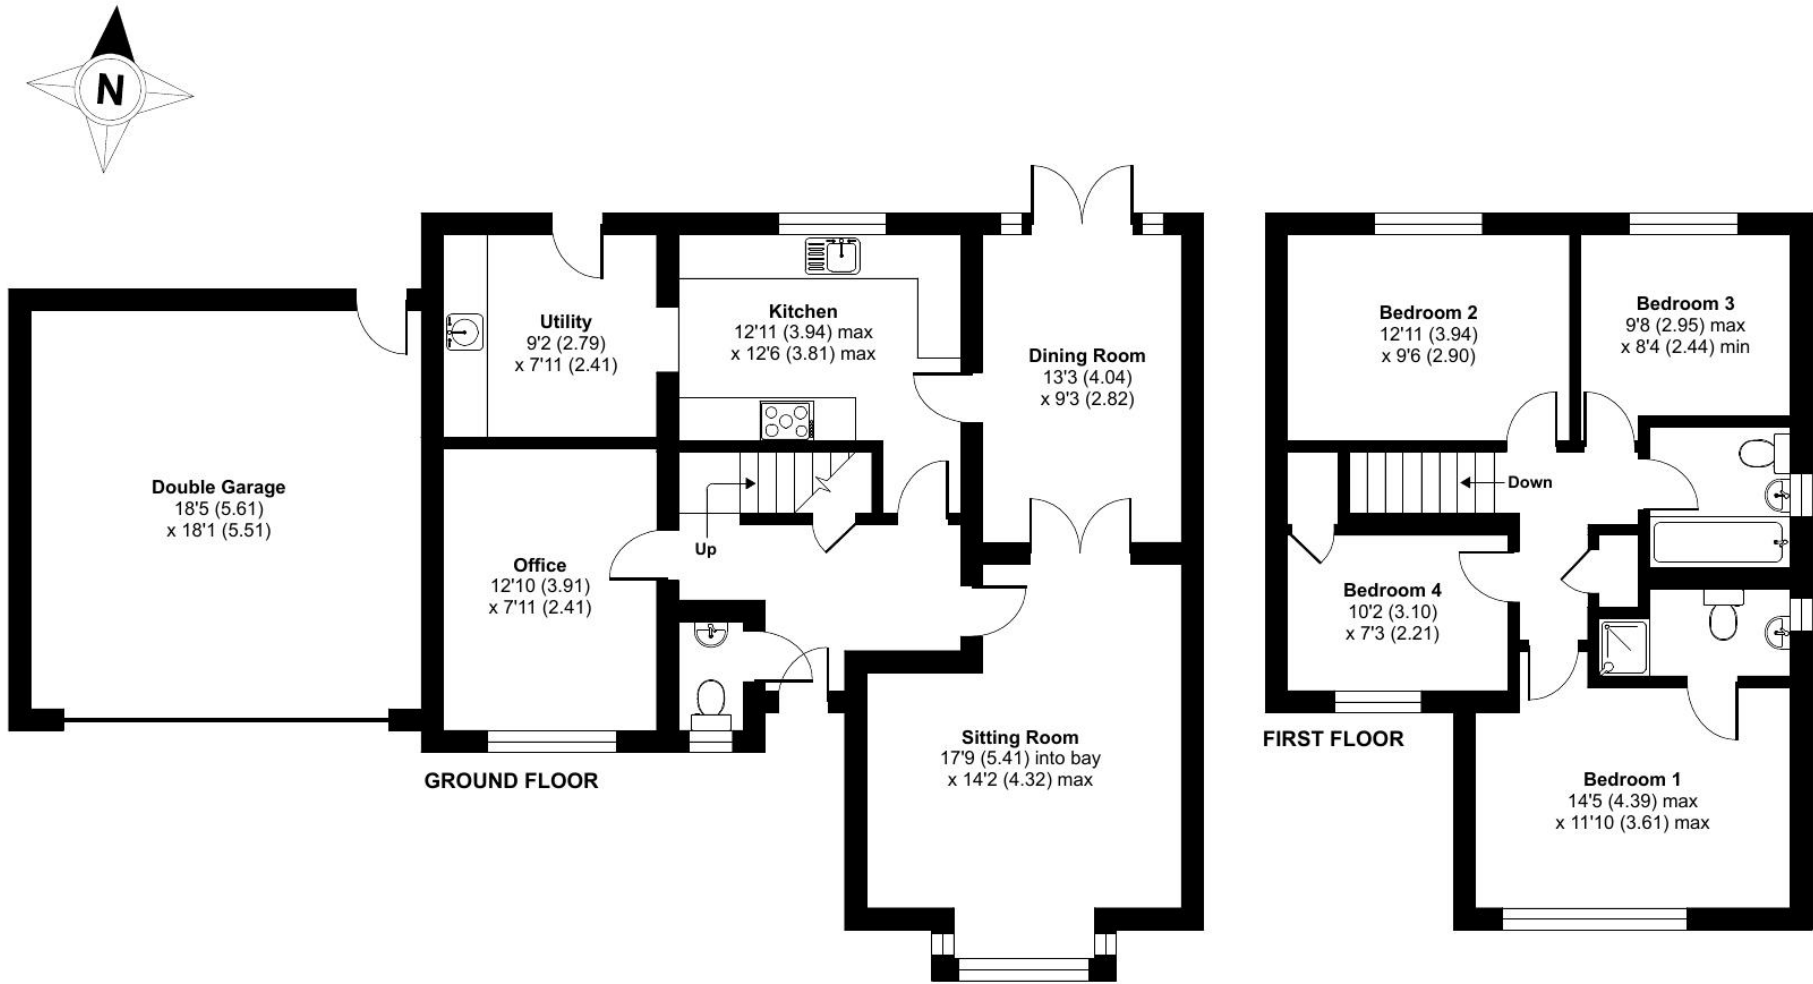 N
Utility
9'2 (2.79)
x 7'11 (2.41)
Kitchen
12'11 (3.94) max
x 12'6 (3.81) max
Dining Room
13'3 (4.04)
x 9'3 (2.82)
Double Garage
18'5 (5.61)
x 18'1 (5.51)
Office
12'10 (3.91)
x 7'11 (2.41)
Up
Sitting Room
17'9 (5.41) into bay
x 14'2 (4.32) max
GROUND FLOOR
Bedroom 2
12'11 (3.94)
x 9'6 (2.90)
Bedroom 3
9'8 (2.95) max
x 8'4 (2.44) min
Down
Bedroom 4
10'2 (3.10)
x 7'3 (2.21)
FIRST FLOOR
Bedroom 1
14'5 (4.39) max
x 11'10 (3.61) max